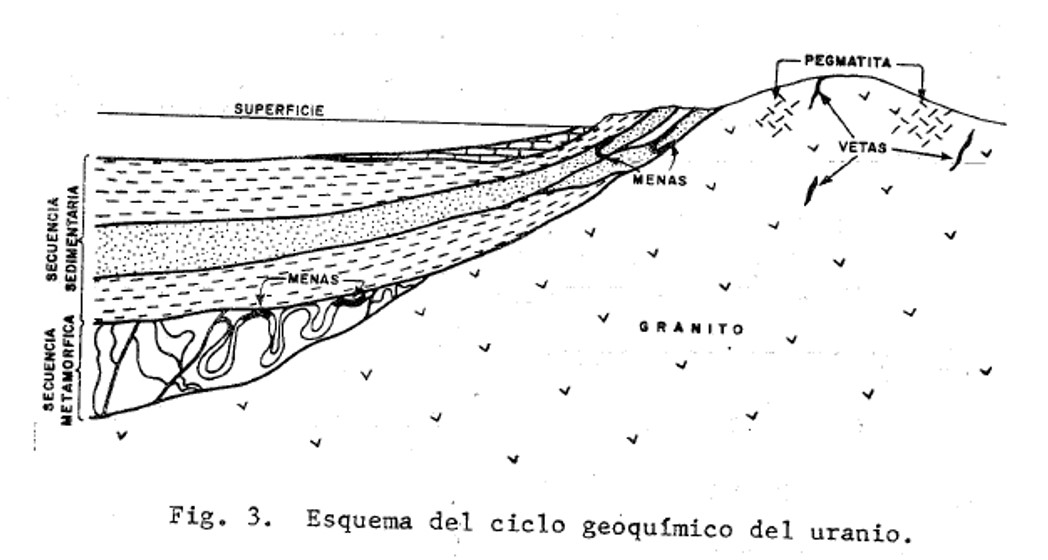 PEGMATITA
SUPERFICIE
VETAS
MENAS
SECUENCIA
SEDIMENTARIA
MENAS
GRANITO
SECUENCIA
METAMORFICA
Fig. 3. Esquema del ciclo geoquímico del uranio.